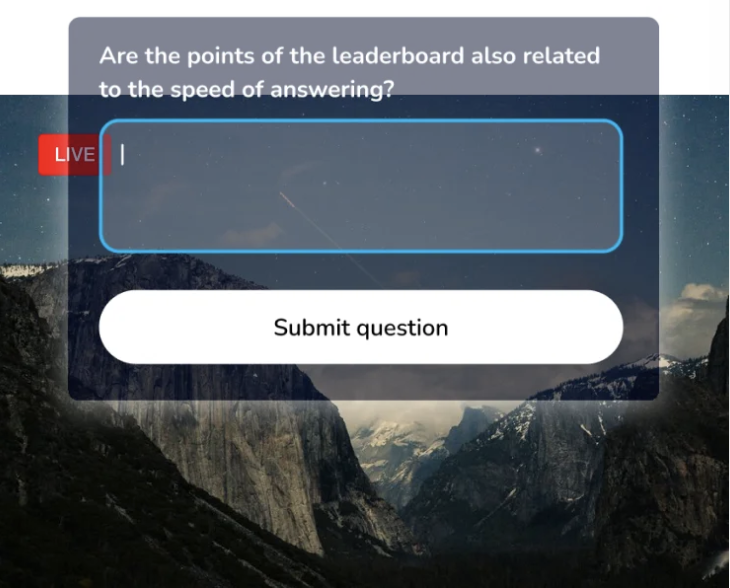 Are the points of the leaderboard also related
to the speed of answering?
LIVE
Submit question